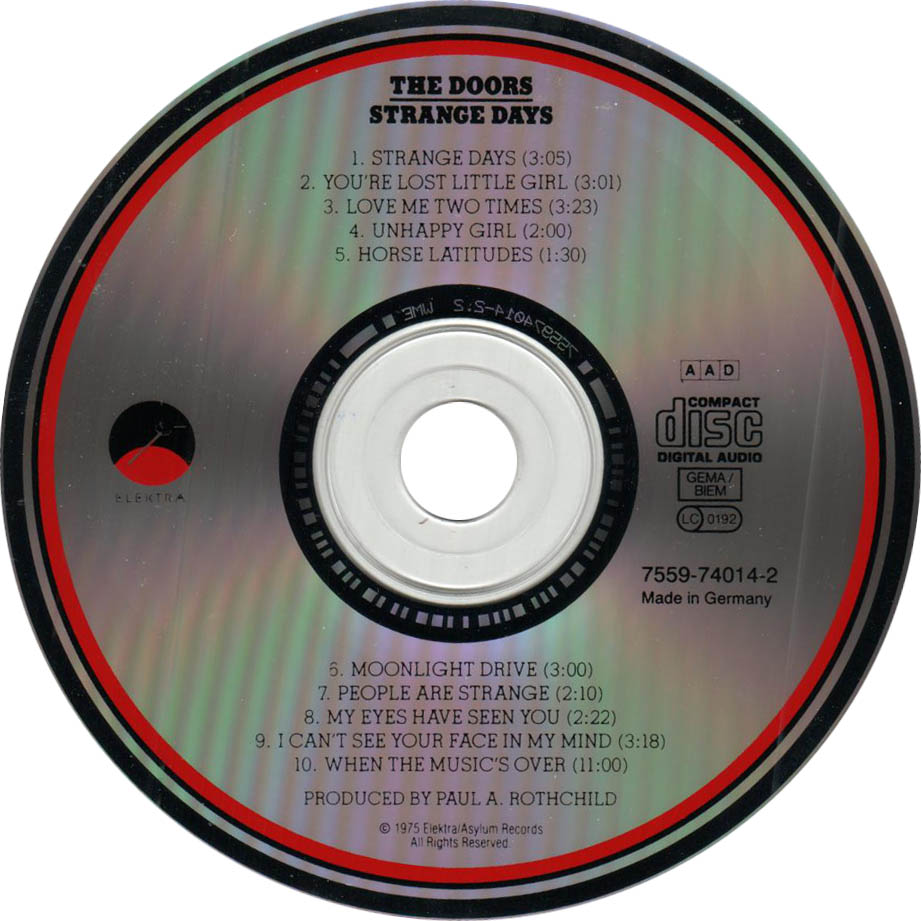 THE DOORS
STRANGE DAYS
1. STRANGE DAYS (3:05)
2. YOU'RE LOST LITTLE GIRL (3:01)
3. LOVE ME TWO TIMES (3:23)
4. UNHAPPY GIRL (2:00)
5. HORSE LATITUDES (1:30)
755974014-2.2 WME
AAD
COMPACT
disc
DIGITAL AUDIO
GEMA/
BIEM
LC 0192
ELEKTRA
7559-74014-2
Made in Germany
6. MOONLIGHT DRIVE (3:00)
7. PEOPLE ARE STRANGE (2:10)
8. MY EYES HAVE SEEN YOU (2:22)
9. I CAN'T SEE YOUR FACE IN MY MIND (3:18)
10. WHEN THE MUSIC'S OVER (11:00)
PRODUCED BY PAUL A. ROTHCHILD
© 1975 Elektra/Asylum Records
All Rights Reserved.